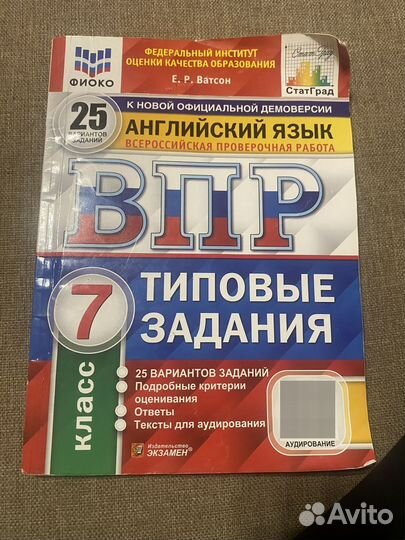 ФЕДЕРАЛЬНЫЙ ИНСТИТУТ
ОЦЕНКИ КАЧЕСТВА ОБРАЗОВАНИЯ
Е. Р. Ватсон
ФИОКО
СтатГрад
К НОВОЙ ОФИЦИАЛЬНОЙ ДЕМОВЕРСИИ
25
ВАРИАНТОВ
ЗАДАНИЙ
АНГЛИЙСКИЙ ЯЗЫК
ВСЕРОССИЙСКАЯ ПРОВЕРОЧНАЯ РАБОТА
ВПР
7
класс
ТИПОВЫЕ
ЗАДАНИЯ
• 25 ВАРИАНТОВ ЗАДАНИЙ
• Подробные критерии
оценивания
• Ответы
• Тексты для аудирования
Издательство
ЭКЗАМЕН®
АУДИРОВАНИЕ
Avito